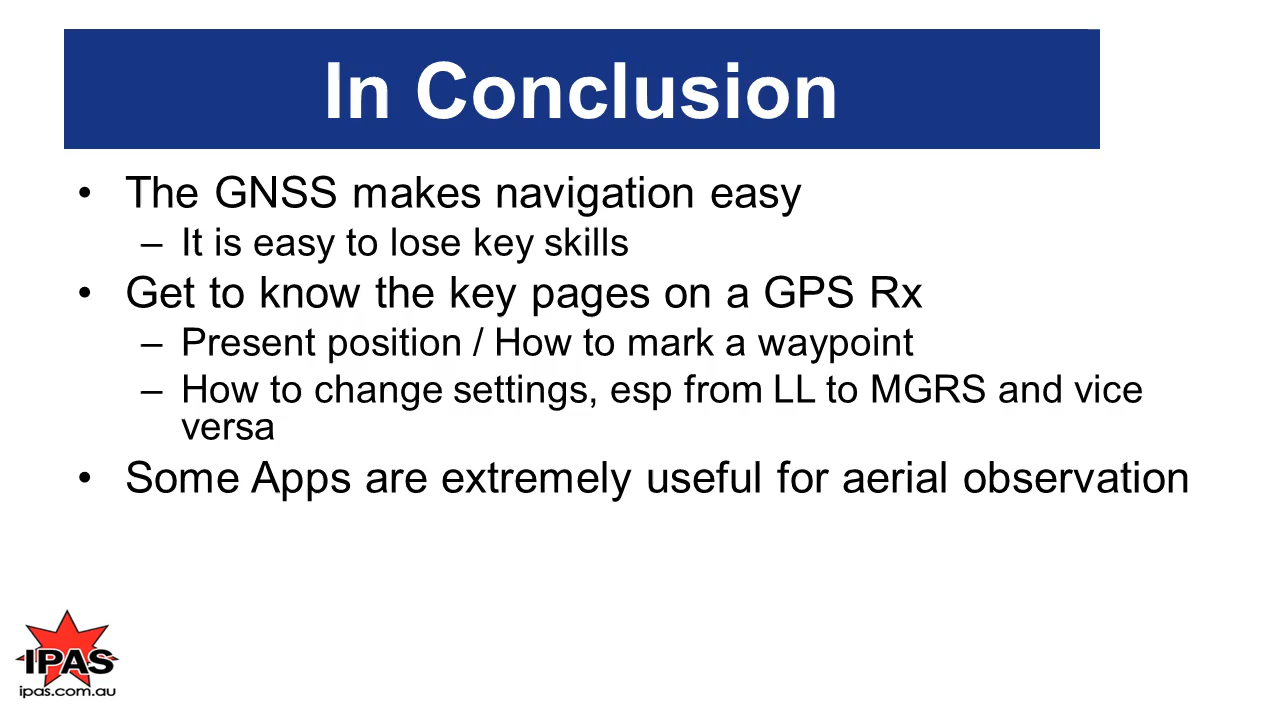 In Conclusion
• The GNSS makes navigation easy
– It is easy to lose key skills
• Get to know the key pages on a GPS Rx
– Present position / How to mark a waypoint
– How to change settings, esp from LL to MGRS and vice
versa
• Some Apps are extremely useful for aerial observation
IPAS
ipas.com.au